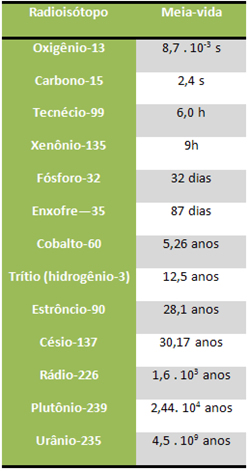 Radioisótopo Meia-vida
Oxigênio-13 8,7 . 10⁻³ s
Carbono-15 2,4 s
Tecnécio-99 6,0 h
Xenônio-135 9h
Fósforo-32 32 dias
Enxofre—35 87 dias
Cobalto-60 5,26 anos
Trítio (hidrogênio-3) 12,5 anos
Estrôncio-90 28,1 anos
Césio-137 30,17 anos
Rádio-226 1,6 . 10³ anos
Plutônio-239 2,44. 10⁴ anos
Urânio-235 4,5 . 10⁹ anos